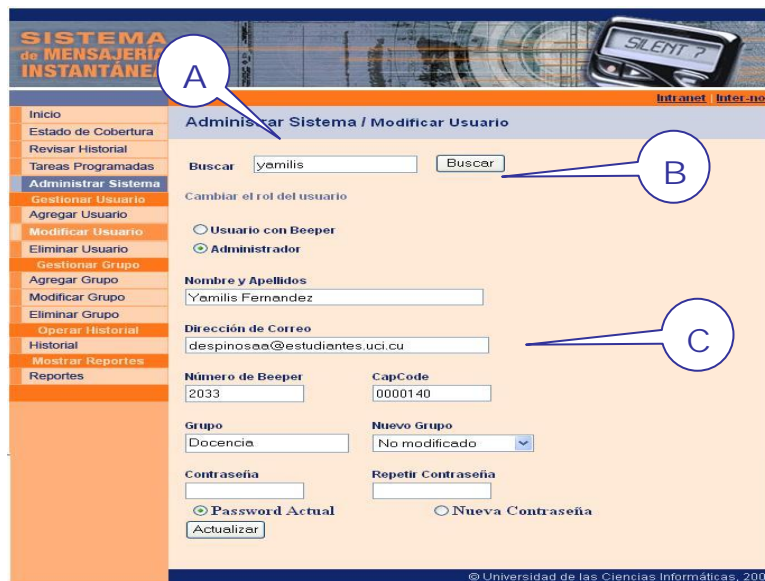 SISTEMA
de MENSAJERÍA
INSTANTÁNEA
SILENT ?
A
Intranet | Inter-no
Inicio
Estado de Cobertura
Revisar Historial
Tareas Programadas
Administrar Sistema
Gestionar Usuario
Agregar Usuario
Modificar Usuario
Eliminar Usuario
Gestionar Grupo
Agregar Grupo
Modificar Grupo
Eliminar Grupo
Operar Historial
Historial
Mostrar Reportes
Reportes
Administrar Sistema / Modificar Usuario
Buscar yamilis Buscar
B
Cambiar el rol del usuario
Usuario con Beeper
Administrador
Nombre y Apellidos
Yamilis Fernandez
Dirección de Correo
despinosaa@estudiantes.uci.cu
C
Número de Beeper CapCode
2033 0000140
Grupo Nuevo Grupo
Docencia No modificado
Contraseña Repetir Contraseña
Password Actual Nueva Contraseña
Actualizar
© Universidad de las Ciencias Informáticas, 200